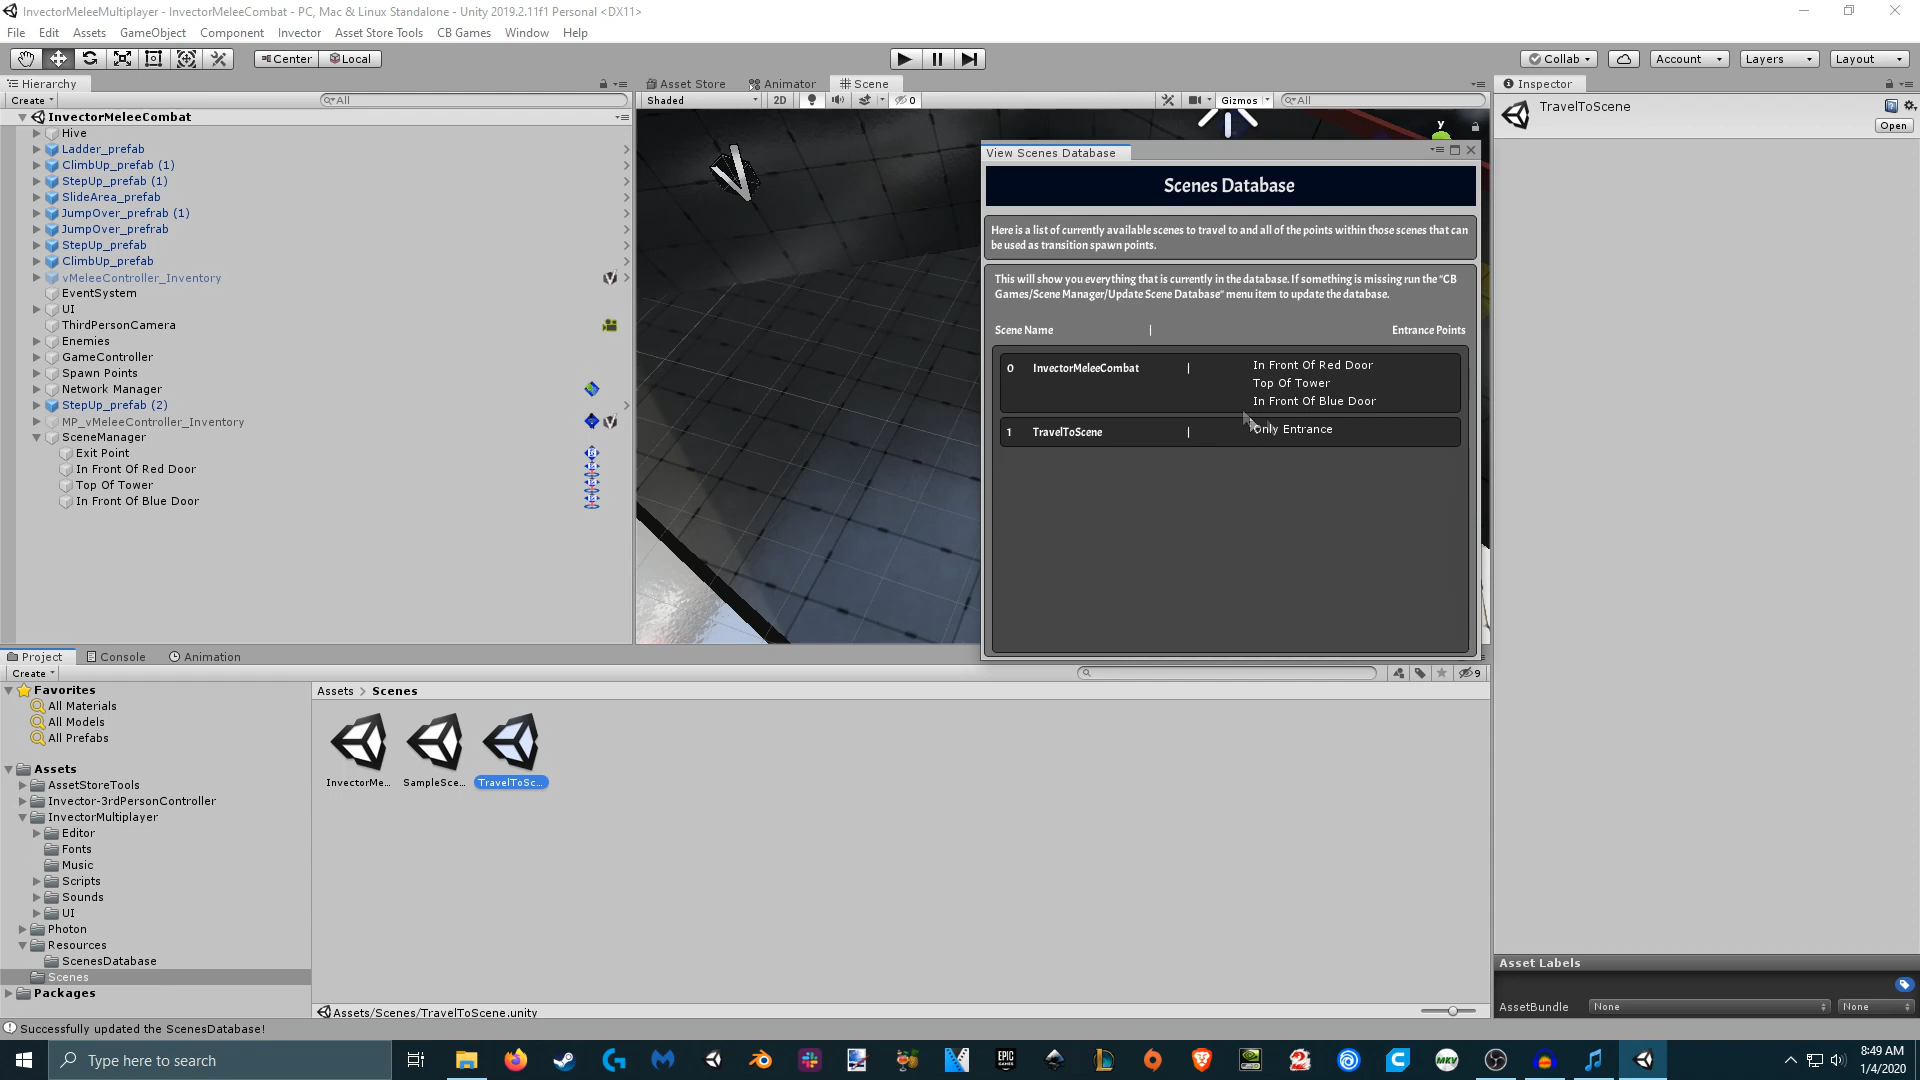 InvectorMeleeMultiplayer - InvectorMeleeCombat - PC, Mac & Linux Standalone - Unity 2019.2.11f1 Personal <DX11>
File Edit Assets GameObject Component Invector Asset Store Tools CB Games Window Help
Center Local Collab Account Layers Layout
Hierarchy
Create All
InvectorMeleeCombat
Hive
Ladder_prefab
ClimbUp_prefab (1)
StepUp_prefab (1)
SlideArea_prefab
JumpOver_prefrab (1)
JumpOver_prefrab
StepUp_prefab
ClimbUp_prefab
vMeleeController_Inventory
EventSystem
UI
ThirdPersonCamera
Enemies
GameController
Spawn Points
Network Manager
StepUp_prefab (2)
MP_vMeleeController_Inventory
SceneManager
Exit Point
In Front Of Red Door
Top Of Tower
In Front Of Blue Door
Asset Store Animator Scene
Shaded 2D 0 Gizmos All
y
View Scenes Database
Scenes Database
Here is a list of currently available scenes to travel to and all of the points within those scenes that can
be used as transition spawn points.
This will show you everything that is currently in the database. If something is missing run the "CB
Games/Scene Manager/Update Scene Database" menu item to update the database.
Scene Name | Entrance Points
0 InvectorMeleeCombat | In Front Of Red Door
Top Of Tower
In Front Of Blue Door
1 TravelToScene | Only Entrance
Inspector
TravelToScene
Open
Project Console Animation
Create 9
Favorites
All Materials
All Models
All Prefabs
Assets
AssetStoreTools
Invector-3rdPersonController
InvectorMultiplayer
Editor
Fonts
Music
Scripts
Sounds
UI
Photon
Resources
ScenesDatabase
Scenes
Packages
Assets > Scenes
InvectorMe... SampleSce... TravelToSc...
Assets/Scenes/TravelToScene.unity
Asset Labels
AssetBundle None None
Successfully updated the ScenesDatabase!
Type here to search
EPIC GAMES
MKV
8:49 AM
1/4/2020